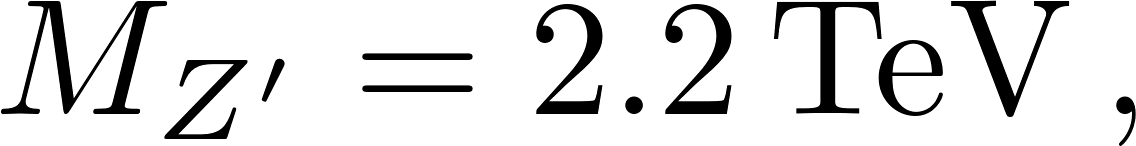 M_{Z'} = 2.2 TeV ,